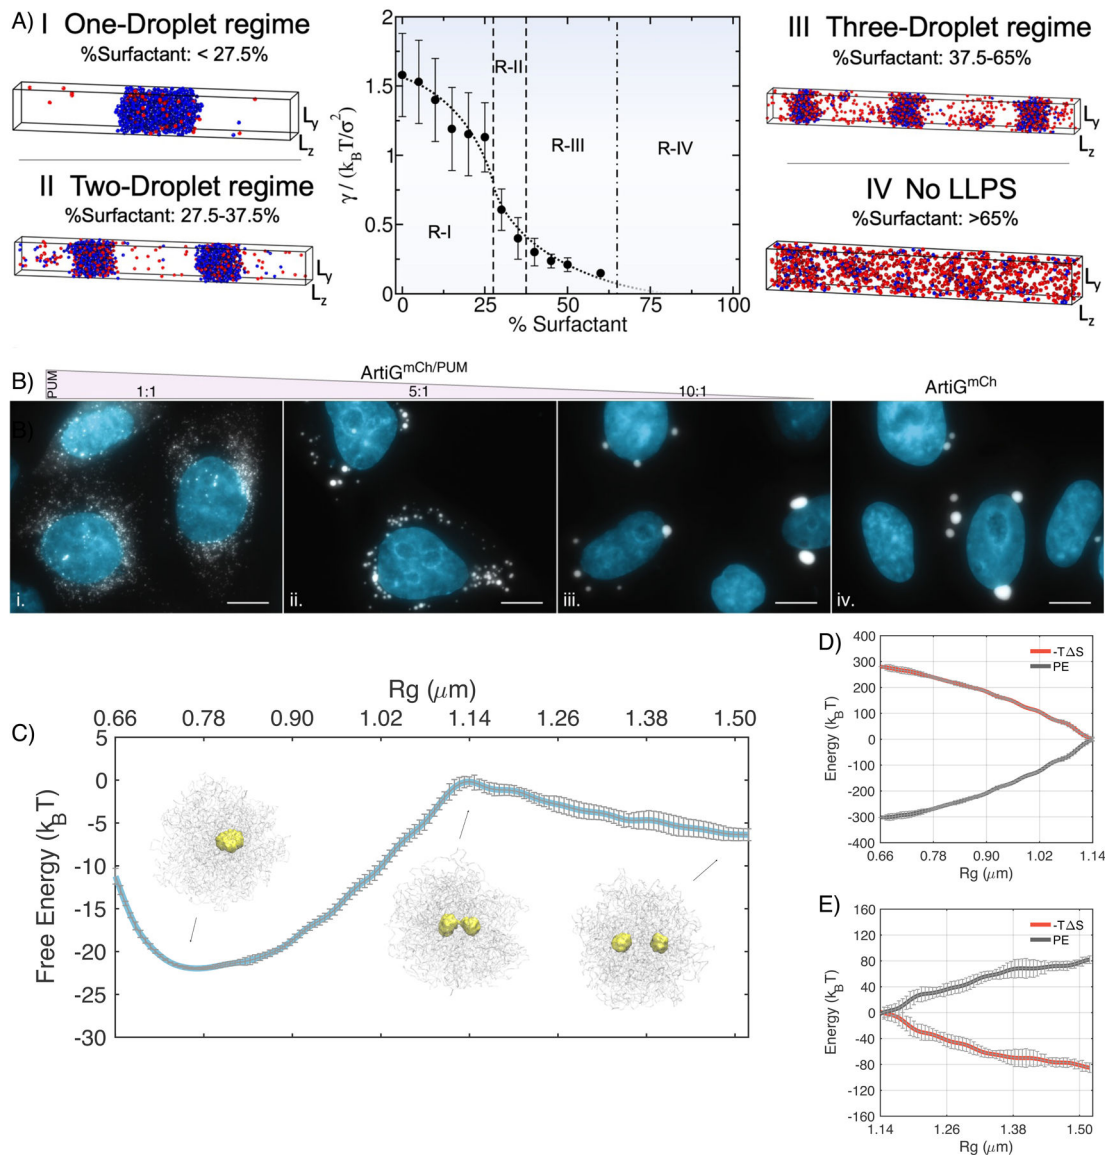 A)
I One-Droplet regime
%Surfactant: < 27.5%
L_y
L_z
II Two-Droplet regime
%Surfactant: 27.5-37.5%
L_y
L_z
γ / (k_BT/σ²)
2
1.5
1
0.5
0
R-I
R-II
R-III
R-IV
0 25 50 75 100
% Surfactant
III Three-Droplet regime
%Surfactant: 37.5-65%
L_y
L_z
IV No LLPS
%Surfactant: >65%
L_y
L_z
B)
PUM
ArtiG^mCh/PUM
1:1 5:1 10:1
ArtiG^mCh
B)
i.
ii.
iii.
iv.
C)
Rg (μm)
0.66 0.78 0.90 1.02 1.14 1.26 1.38 1.50
Free Energy (k_BT)
5
0
-5
-10
-15
-20
-25
-30
D)
Energy (k_BT)
400
300
200
100
0
-100
-200
-300
-400
-TΔS
PE
0.66 0.78 0.90 1.02 1.14
Rg (μm)
E)
Energy (k_BT)
160
120
80
40
0
-40
-80
-120
-160
-TΔS
PE
1.14 1.26 1.38 1.50
Rg (μm)